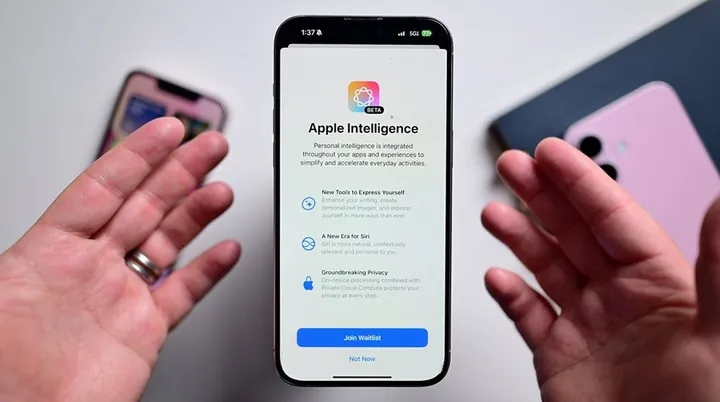 1:37
5GE
BETA
Apple Intelligence
Personal intelligence is integrated
throughout your apps and experiences to
simplify and accelerate everyday activities.
New Tools to Express Yourself
Enhance your writing, create
personalized images, and express
yourself in more ways than ever.
A New Era for Siri
Siri is more natural, contextually
relevant and personal to you.
Groundbreaking Privacy
On-device processing combined with
Private Cloud Compute protects your
privacy at every step.
Join Waitlist
Not Now